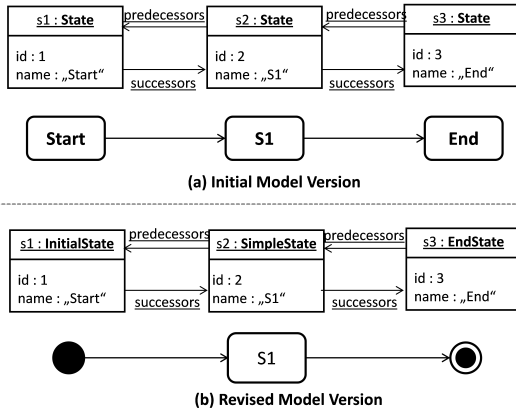 s1 : State
predecessors
s2 : State
predecessors
s3 : State
id : 1
name : „Start“
successors
id : 2
name : „S1“
successors
id : 3
name : „End“
Start
S1
End
(a) Initial Model Version
s1 : InitialState
predecessors
s2 : SimpleState
predecessors
s3 : EndState
id : 1
name : „Start“
successors
id : 2
name : „S1“
successors
id : 3
name : „End“
S1
(b) Revised Model Version